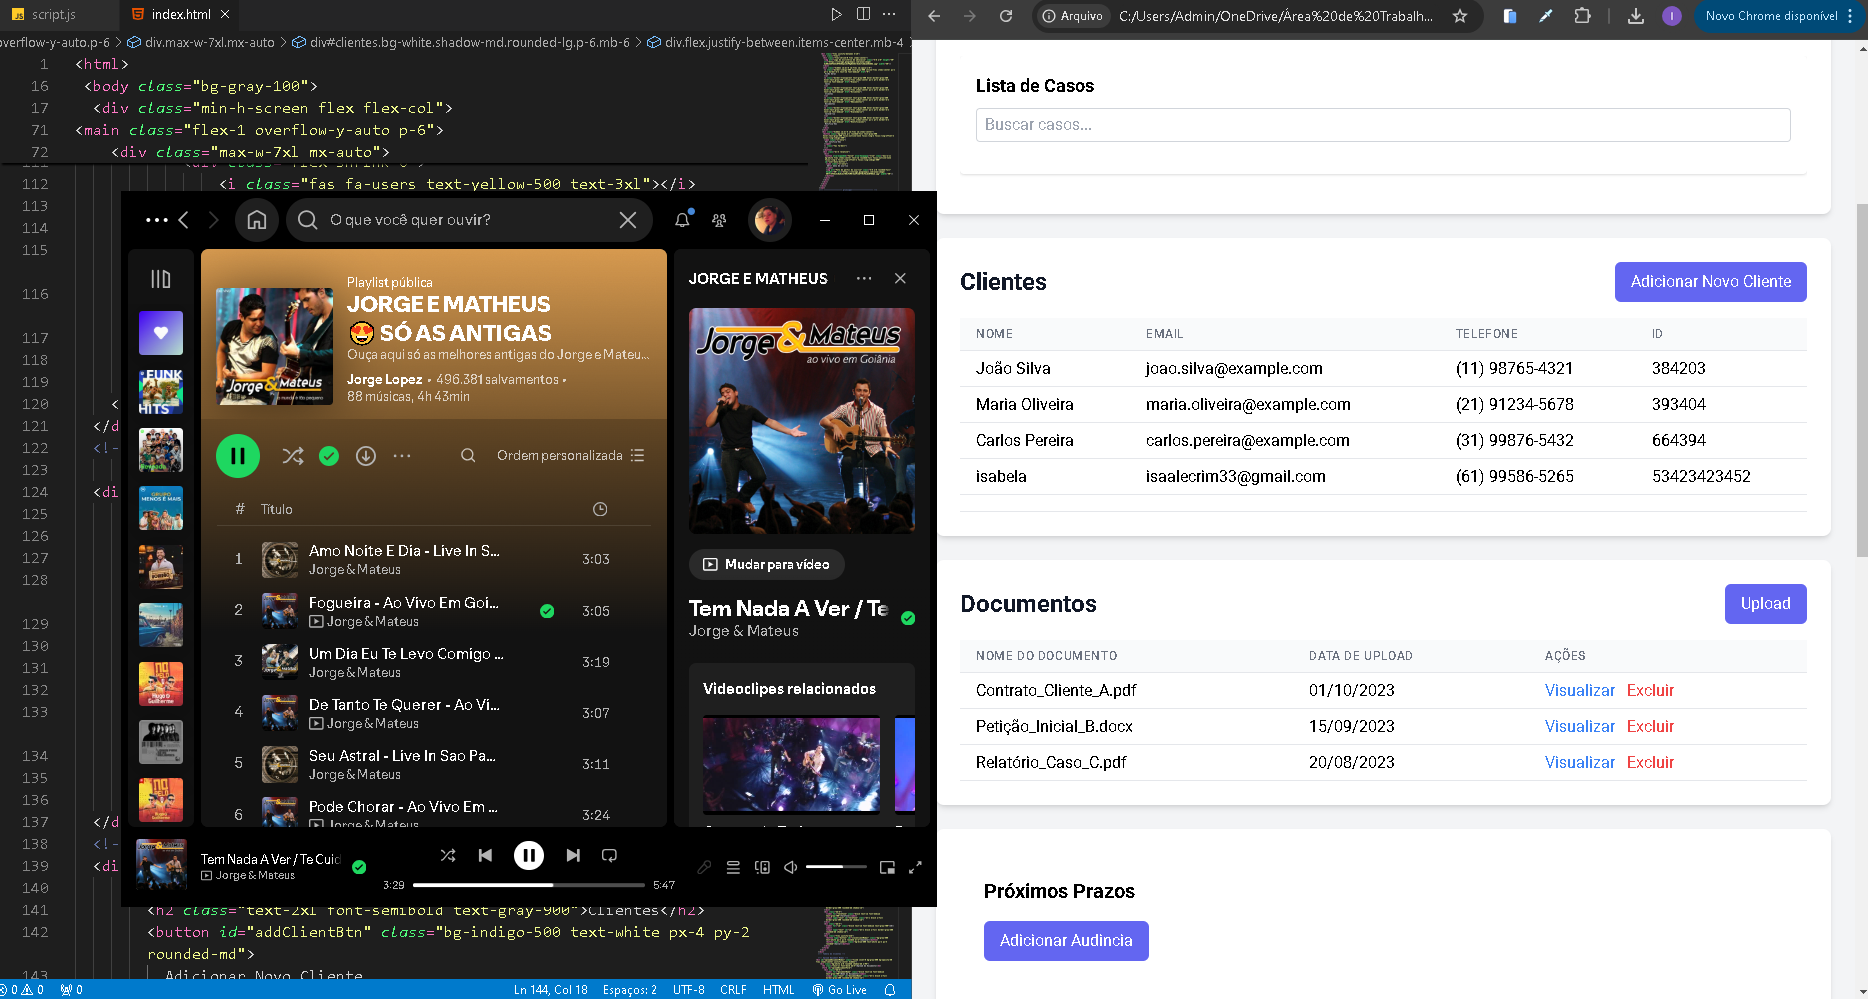 script.js
index.html
verflow-y-auto.p-6 > div.max-w-7xl.mx-auto > div#clientes.bg-white.shadow-md.rounded-lg.p-6.mb-6 > div.flex.justify-between.items-center.mb-4
1 <html>
16 <body class="bg-gray-100">
17 <div class="min-h-screen flex flex-col">
71 <main class="flex-1 overflow-y-auto p-6">
72 <div class="max-w-7xl mx-auto">
112 <i class="fas fa-users text-yellow-500 text-3xl"></i>
113
114
115
116
117
118
119
120 <
121 </d
122 <!-
123
124 <di
125
126
127
128
129
130
131
132
133
134
135
136
137 </d
138 <!-
139 <di
140
141 <h2 class="text-2xl font-semibold text-gray-900">Clientes</h2>
142 <button id="addClientBtn" class="bg-indigo-500 text-white px-4 py-2
rounded-md">
143 Adicionar Novo Cliente
0 0 0
Ln 144, Col 18 Espaços: 2 UTF-8 CRLF HTML Go Live
O que você quer ouvir?
FUNK
HITS
GRUPO
MENOS É MAIS
Playlist pública
JORGE E MATHEUS
😍 SÓ AS ANTIGAS
Ouça aqui só as melhores antigas do Jorge e Mateu...
Jorge Lopez • 496.381 salvamentos •
88 músicas, 4h 43min
Jorge & Mateus
Ordem personalizada
# Título
1 Amo Noite E Dia - Live In S... 3:03
Jorge & Mateus
2 Fogueira - Ao Vivo Em Goi... 3:05
Jorge & Mateus
3 Um Dia Eu Te Levo Comigo ... 3:19
Jorge & Mateus
4 De Tanto Te Querer - Ao Vi... 3:07
Jorge & Mateus
5 Seu Astral - Live In Sao Pa... 3:11
Jorge & Mateus
6 Pode Chorar - Ao Vivo Em ... 3:24
Jorge & Mateus
JORGE E MATHEUS
Jorge & Mateus
ao vivo em Goiânia
Mudar para vídeo
Tem Nada A Ver / Te
Jorge & Mateus
Videoclipes relacionados
Tem Nada A Ver / Te Cuid
Jorge & Mateus
3:29
5:47
Arquivo
C:/Users/Admin/OneDrive/Área%20de%20Trabalh...
I
Novo Chrome disponível
Lista de Casos
Buscar casos...
Clientes
Adicionar Novo Cliente
NOME EMAIL TELEFONE ID
João Silva joao.silva@example.com (11) 98765-4321 384203
Maria Oliveira maria.oliveira@example.com (21) 91234-5678 393404
Carlos Pereira carlos.pereira@example.com (31) 99876-5432 664394
isabela isaalecrim33@gmail.com (61) 99586-5265 53423423452
Documentos
Upload
NOME DO DOCUMENTO DATA DE UPLOAD AÇÕES
Contrato_Cliente_A.pdf 01/10/2023 Visualizar Excluir
Petição_Inicial_B.docx 15/09/2023 Visualizar Excluir
Relatório_Caso_C.pdf 20/08/2023 Visualizar Excluir
Próximos Prazos
Adicionar Audincia